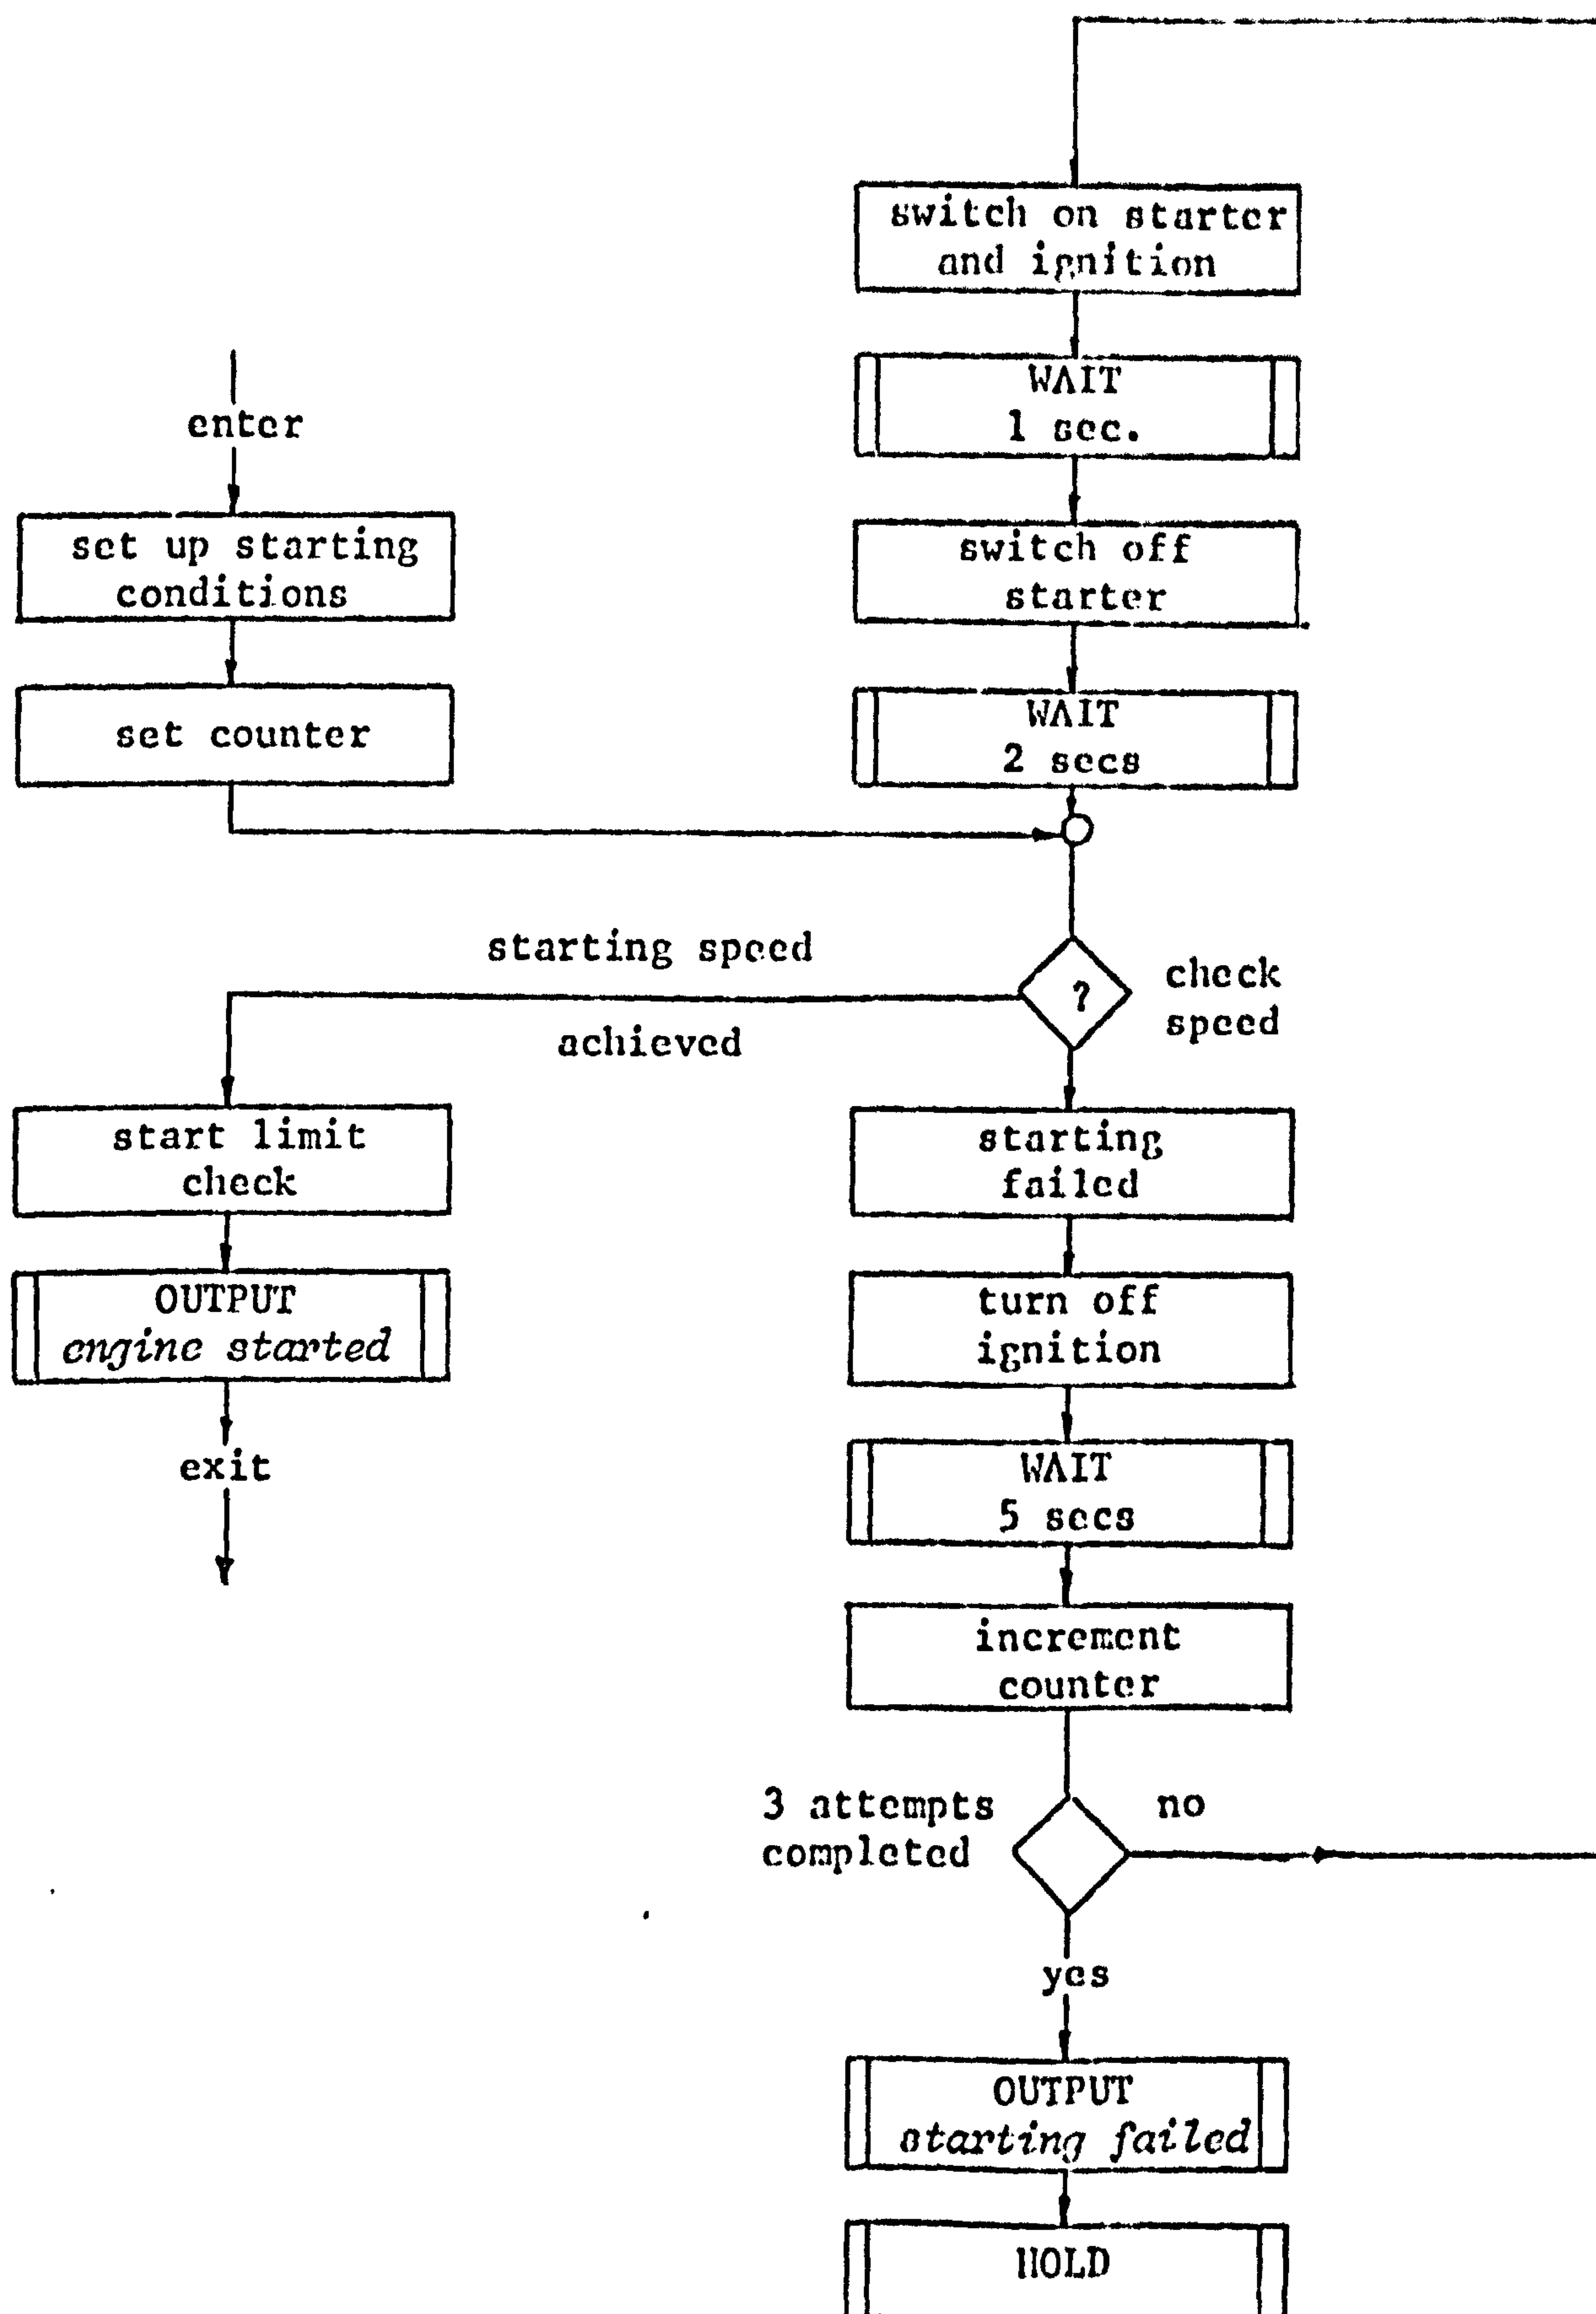 switch on starter
and ignition
WAIT
1 sec.
switch off
starter
WAIT
2 secs
enter
set up starting
conditions
set counter
starting speed
achieved
?
check
speed
start limit
check
OUTPUT
engine started
exit
starting
failed
turn off
ignition
WAIT
5 secs
increment
counter
3 attempts
completed
no
yes
OUTPUT
starting failed
HOLD